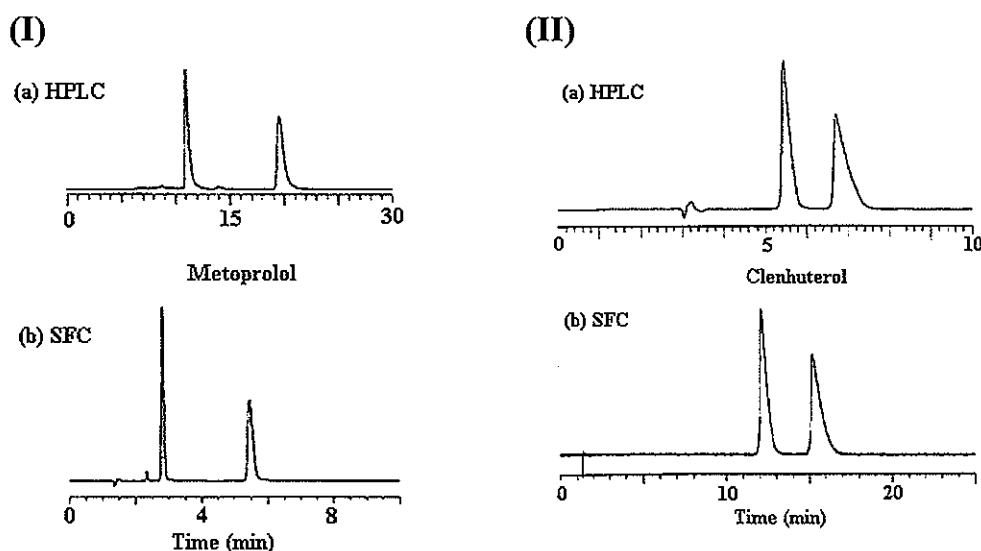 (I)
(a) HPLC
0 15 30
Metoprolol
(b) SFC
0 4 8
Time (min)
(II)
(a) HPLC
0 5 10
Clenhuterol
(b) SFC
0 10 20
Time (min)